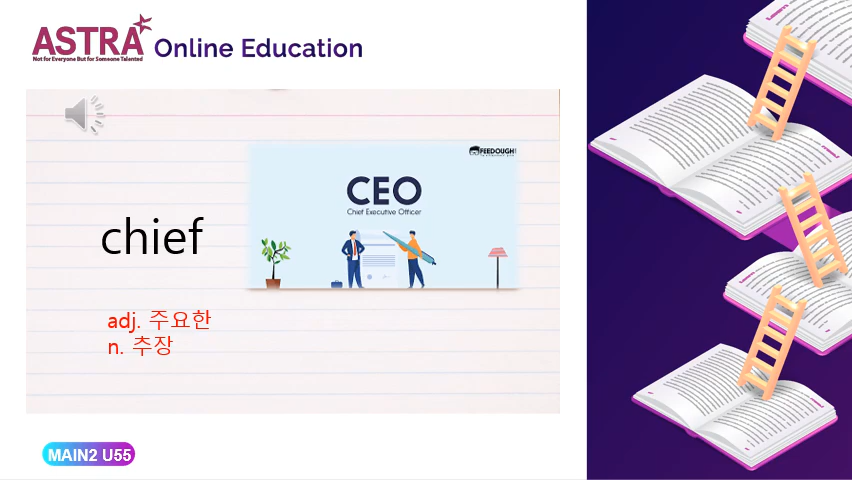 ASTRA
Not for Everyone But for Someone Talented
Online Education
FEEDOUGH
CEO
Chief Executive Officer
chief
adj. 주요한
n. 추장
MAIN2 U55